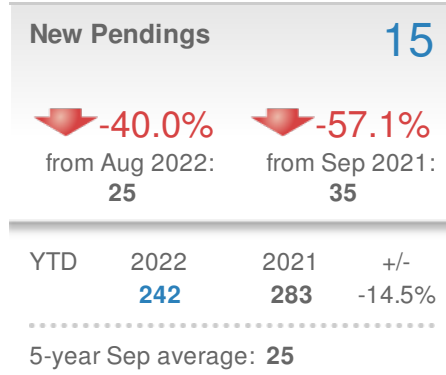 New Pendings 15
-40.0% -57.1%
from Aug 2022: from Sep 2021:
25 35
YTD 2022 2021 +/-
242 283 -14.5%
5-year Sep average: 25